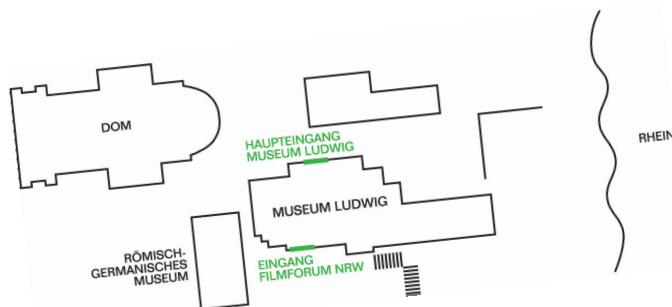 DOM
HAUPTEINGANG
MUSEUM LUDWIG
RHEIN
MUSEUM LUDWIG
RÖMISCH-
GERMANISCHES
MUSEUM
EINGANG
FILMFORUM NRW